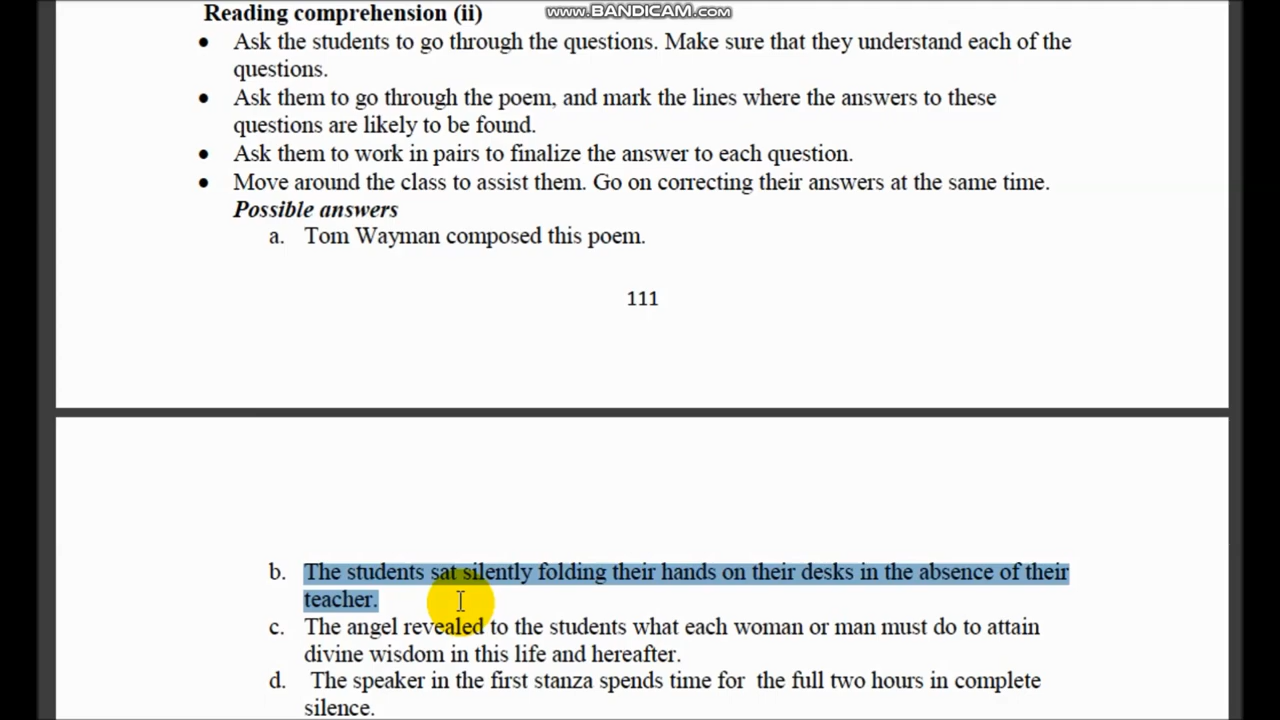 www.BANDICAM.com
Reading comprehension (ii)
• Ask the students to go through the questions. Make sure that they understand each of the
questions.
• Ask them to go through the poem, and mark the lines where the answers to these
questions are likely to be found.
• Ask them to work in pairs to finalize the answer to each question.
• Move around the class to assist them. Go on correcting their answers at the same time.
Possible answers
a. Tom Wayman composed this poem.
111
b. The students sat silently folding their hands on their desks in the absence of their
teacher.
c. The angel revealed to the students what each woman or man must do to attain
divine wisdom in this life and hereafter.
d. The speaker in the first stanza spends time for the full two hours in complete
silence.